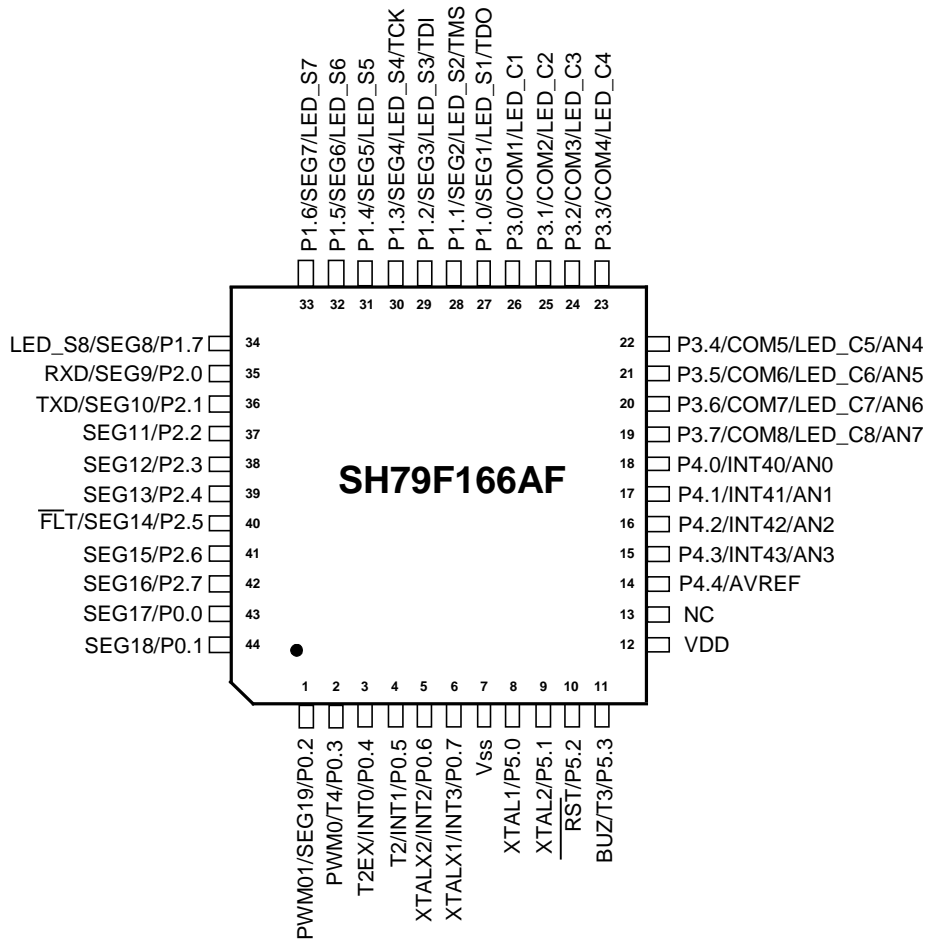 P1.6/SEG7/LED_S7
P1.5/SEG6/LED_S6
P1.4/SEG5/LED_S5
P1.3/SEG4/LED_S4/TCK
P1.2/SEG3/LED_S3/TDI
P1.1/SEG2/LED_S2/TMS
P1.0/SEG1/LED_S1/TDO
P3.0/COM1/LED_C1
P3.1/COM2/LED_C2
P3.2/COM3/LED_C3
P3.3/COM4/LED_C4
33 32 31 30 29 28 27 26 25 24 23
LED_S8/SEG8/P1.7 34
RXD/SEG9/P2.0 35
TXD/SEG10/P2.1 36
SEG11/P2.2 37
SEG12/P2.3 38
SEG13/P2.4 39
FLT/SEG14/P2.5 40
SEG15/P2.6 41
SEG16/P2.7 42
SEG17/P0.0 43
SEG18/P0.1 44
SH79F166AF
22 P3.4/COM5/LED_C5/AN4
21 P3.5/COM6/LED_C6/AN5
20 P3.6/COM7/LED_C7/AN6
19 P3.7/COM8/LED_C8/AN7
18 P4.0/INT40/AN0
17 P4.1/INT41/AN1
16 P4.2/INT42/AN2
15 P4.3/INT43/AN3
14 P4.4/AVREF
13 NC
12 VDD
1 2 3 4 5 6 7 8 9 10 11
PWM01/SEG19/P0.2
PWM0/T4/P0.3
T2EX/INT0/P0.4
T2/INT1/P0.5
XTALX2/INT2/P0.6
XTALX1/INT3/P0.7
Vss
XTAL1/P5.0
XTAL2/P5.1
RST/P5.2
BUZ/T3/P5.3